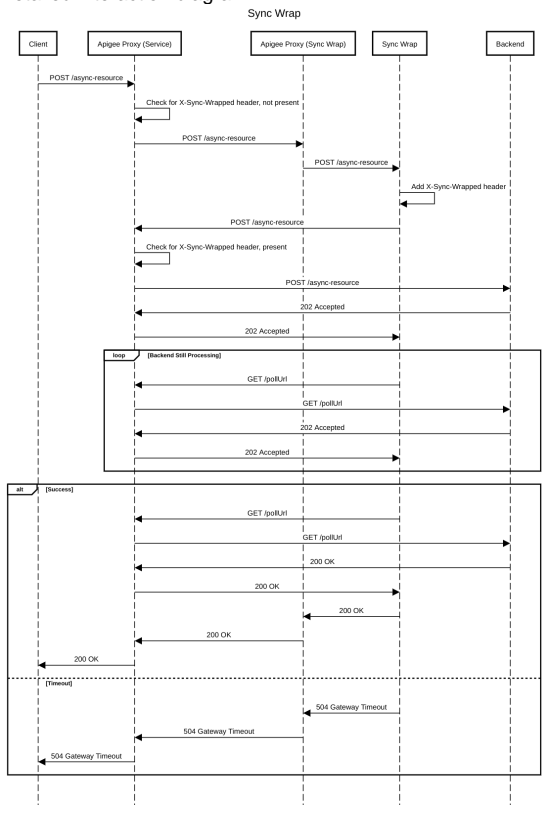 Sync Wrap
Client
Apigee Proxy (Service)
Apigee Proxy (Sync Wrap)
Sync Wrap
Backend
POST /async-resource
Check for X-Sync-Wrapped header, not present
POST /async-resource
POST /async-resource
Add X-Sync-Wrapped header
POST /async-resource
Check for X-Sync-Wrapped header, present
POST /async-resource
202 Accepted
202 Accepted
loop
[Backend Still Processing]
GET /pollUrl
GET /pollUrl
202 Accepted
202 Accepted
alt
[Success]
GET /pollUrl
GET /pollUrl
200 OK
200 OK
200 OK
200 OK
200 OK
[Timeout]
504 Gateway Timeout
504 Gateway Timeout
504 Gateway Timeout